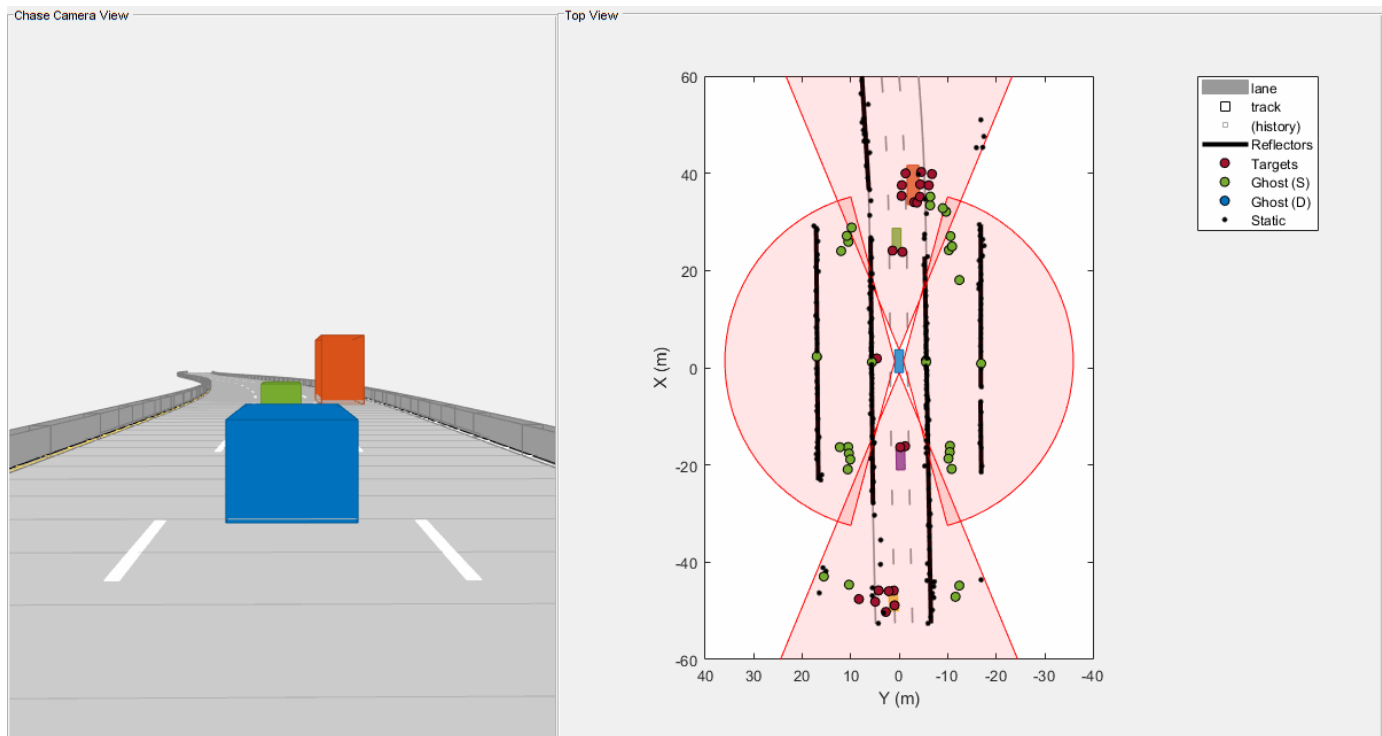 Chase Camera View
Top View
60
40
20
0
-20
-40
-60
X (m)
40
30
20
10
0
-10
-20
-30
-40
Y (m)
lane
track
(history)
Reflectors
Targets
Ghost (S)
Ghost (D)
Static